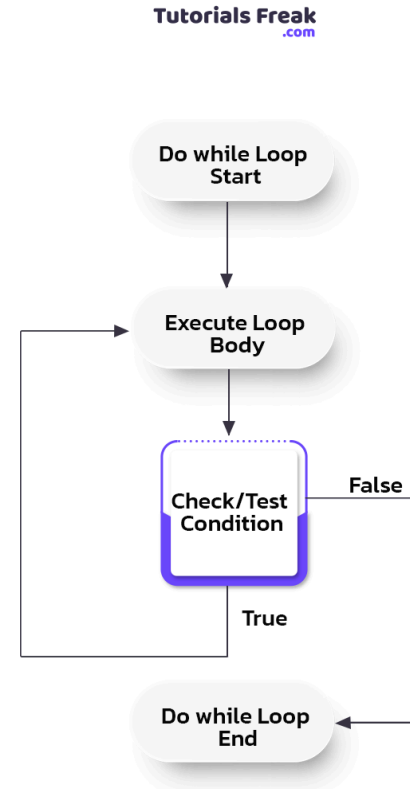 Tutorials Freak
.com
Do while Loop
Start
Execute Loop
Body
Check/Test
Condition
False
True
Do while Loop
End